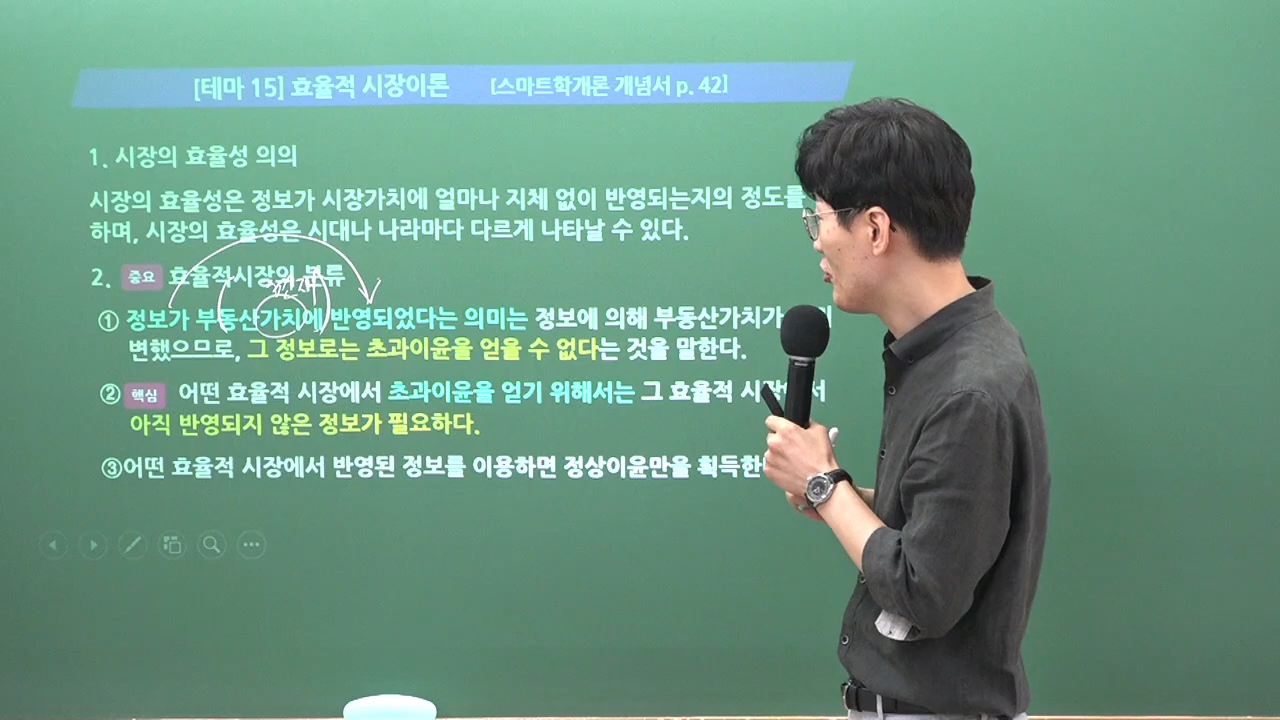 [테마 15] 효율적 시장이론 [스마트학개론 개념서 p. 42]
1. 시장의 효율성 의의
시장의 효율성은 정보가 시장가치에 얼마나 지체 없이 반영되는지의 정도를
하며, 시장의 효율성은 시대나 나라마다 다르게 나타날 수 있다.
2. 중요 효율적시장의 분류
현재
① 정보가 부동산가치에 반영되었다는 의미는 정보에 의해 부동산가치가
변했으므로, 그 정보로는 초과이윤을 얻을 수 없다는 것을 말한다.
② 핵심 어떤 효율적 시장에서 초과이윤을 얻기 위해서는 그 효율적
아직 반영되지 않은 정보가 필요하다.
③어떤 효율적 시장에서 반영된 정보를 이용하면 정상이윤만을 획득한